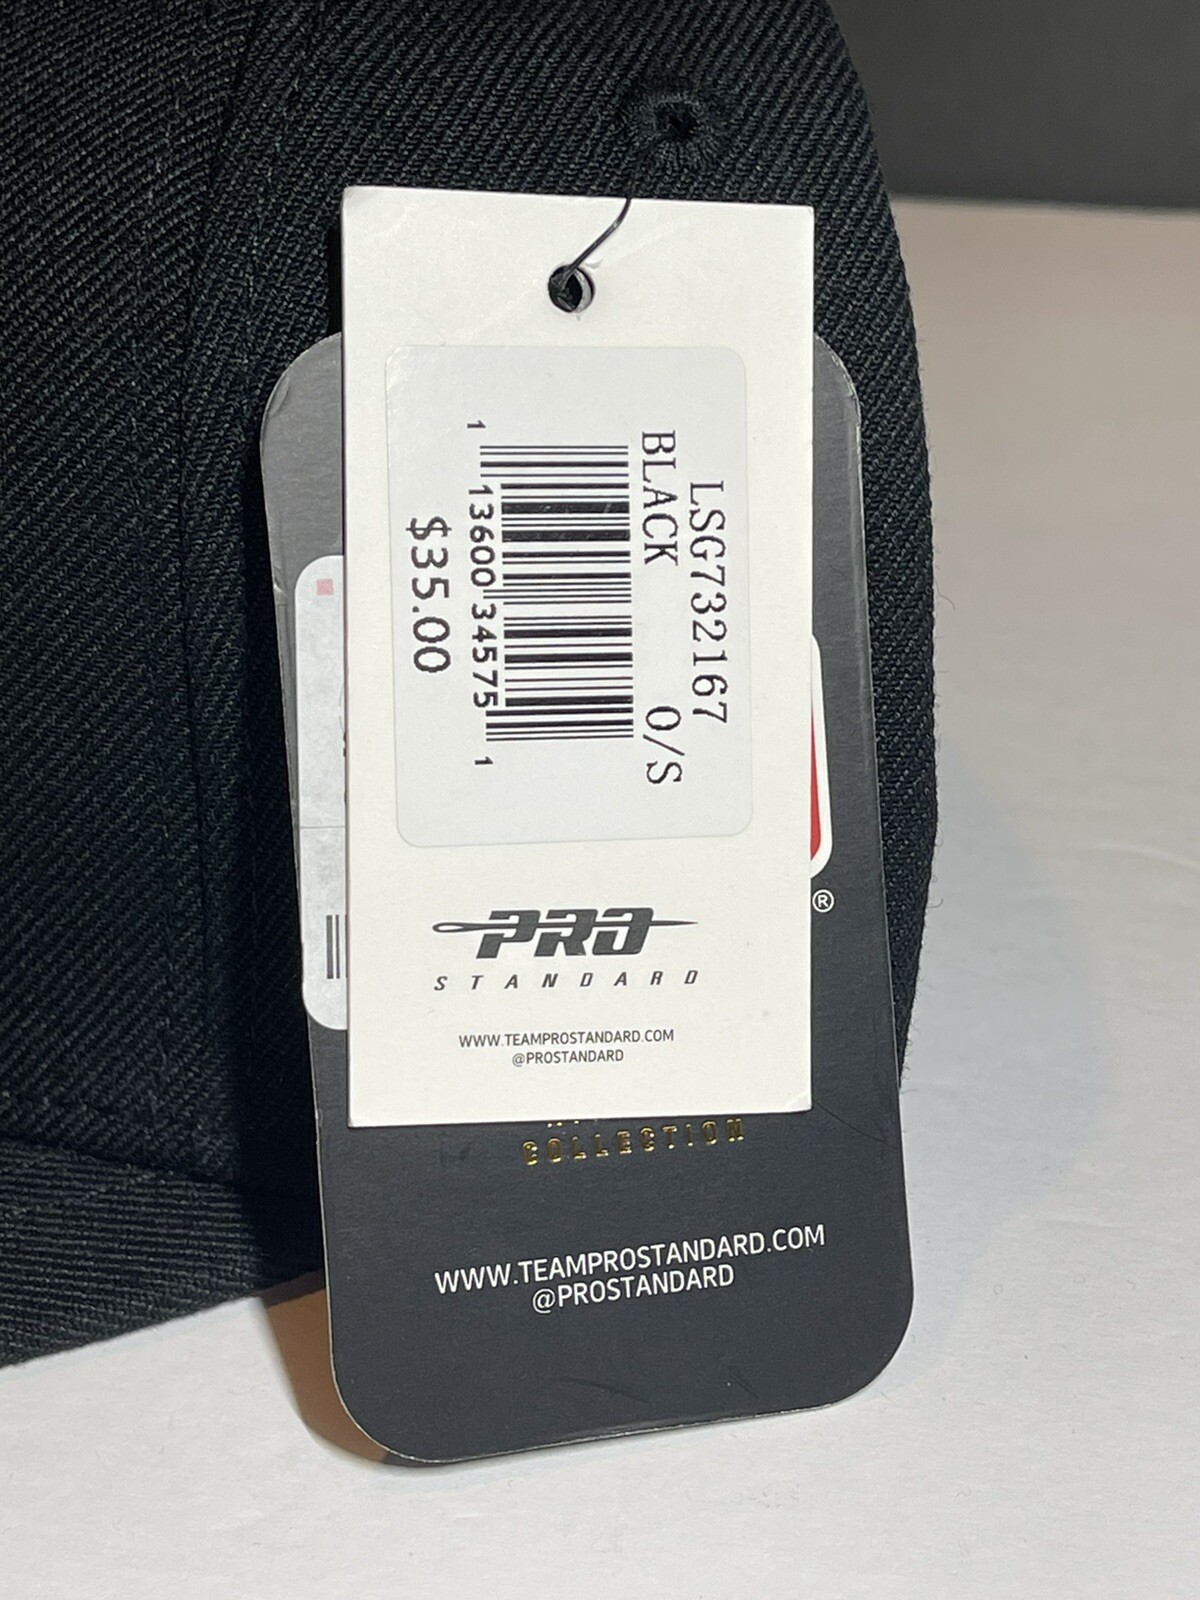 LSG732167
BLACK O/S
1 13600 34575 1
$35.00
PRO
STANDARD
WWW.TEAMPROSTANDARD.COM
@PROSTANDARD
®
COLLECTION
WWW.TEAMPROSTANDARD.COM
@PROSTANDARD